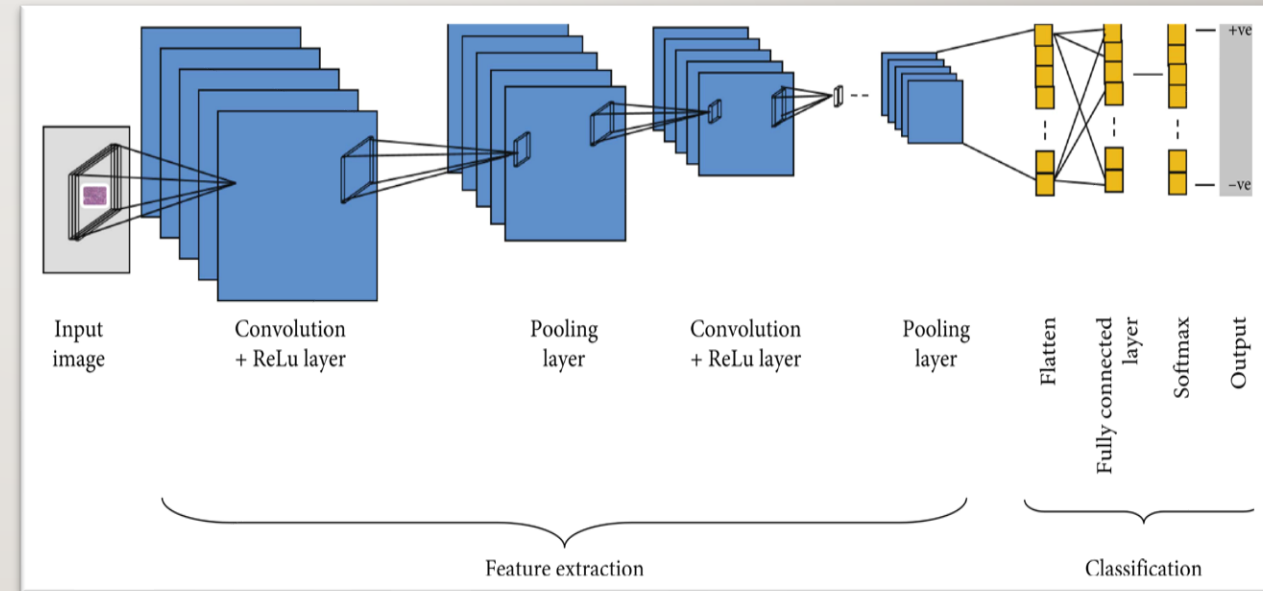 +ve
−ve
Input
image
Convolution
+ ReLu layer
Pooling
layer
Convolution
+ ReLu layer
Pooling
layer
Flatten
Fully connected
layer
Softmax
Output
Feature extraction
Classification